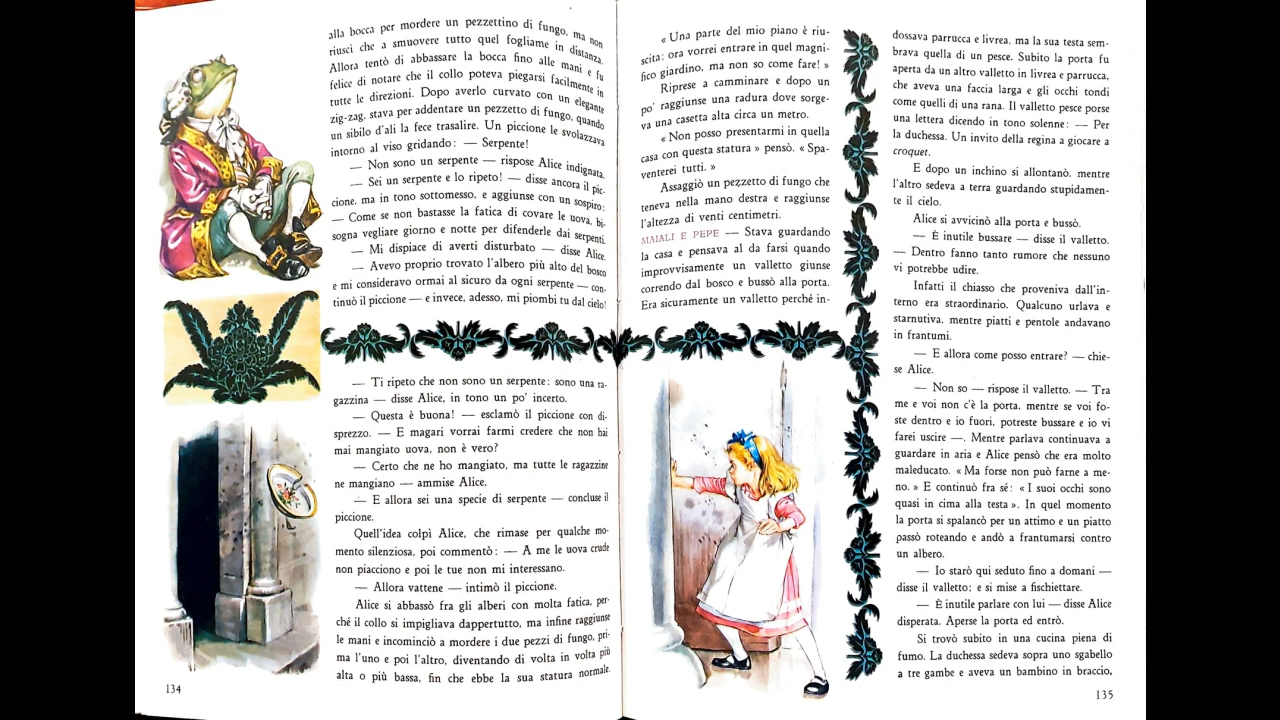 alla bocca per mordere un pezzettino di fungo, ma non
riuscì che a smuovere tutto quel fogliame in distanza.
Allora tentò di abbassare la bocca fino alle mani e fu
felice di notare che il collo poteva piegarsi facilmente in
tutte le direzioni. Dopo averlo curvato con un elegante
zig-zag, stava per addentare un pezzetto di fungo, quando
un sibilo d'ali la fece trasalire. Un piccione le svolazzava
intorno al viso gridando: — Serpente!
— Non sono un serpente — rispose Alice indignata.
— Sei un serpente e lo ripeto! — disse ancora il pic-
cione, ma in tono sottomesso, e aggiunse con un sospiro:
— Come se non bastasse la fatica di covare le uova, bi-
sogna vegliare giorno e notte per difenderle dai serpenti.
— Mi dispiace di averti disturbato — disse Alice.
— Avevo proprio trovato l'albero più alto del bosco
e mi consideravo ormai al sicuro da ogni serpente — con-
tinuò il piccione — e invece, adesso, mi piombi tu dal cielo!
— Ti ripeto che non sono un serpente: sono una ra-
gazzina — disse Alice, in tono un po' incerto.
— Questa è buona! — esclamò il piccione con di-
sprezzo. — E magari vorrai farmi credere che non hai
mai mangiato uova, non è vero?
— Certo che ne ho mangiato, ma tutte le ragazzine
ne mangiano — ammise Alice.
— E allora sei una specie di serpente — concluse il
piccione.
Quell'idea colpì Alice, che rimase per qualche mo-
mento silenziosa, poi commentò: — A me le uova crude
non piacciono e poi le tue non mi interessano.
— Allora vattene — intimò il piccione.
Alice si abbassò fra gli alberi con molta fatica, per-
ché il collo si impigliava dappertutto, ma infine raggiunse
le mani e incominciò a mordere i due pezzi di fungo, pri-
ma l'uno e poi l'altro, diventando di volta in volta più
alta o più bassa, fin che ebbe la sua statura normale.
134
« Una parte del mio piano è riu-
scita: ora vorrei entrare in quel magni-
fico giardino, ma non so come fare! »
Riprese a camminare e dopo un
po' raggiunse una radura dove sorge-
va una casetta alta circa un metro.
« Non posso presentarmi in quella
casa con questa statura » pensò. « Spa-
venterei tutti. »
Assaggiò un pezzetto di fungo che
teneva nella mano destra e raggiunse
l'altezza di venti centimetri.
MAIALI E PEPE — Stava guardando
la casa e pensava al da farsi quando
improvvisamente un valletto giunse
correndo dal bosco e bussò alla porta.
Era sicuramente un valletto perché in-
dossava parrucca e livrea, ma la sua testa sem-
brava quella di un pesce. Subito la porta fu
aperta da un altro valletto in livrea e parrucca,
che aveva una faccia larga e gli occhi tondi
come quelli di una rana. Il valletto pesce porse
una lettera dicendo in tono solenne: — Per
la duchessa. Un invito della regina a giocare a
croquet.
E dopo un inchino si allontanò, mentre
l'altro sedeva a terra guardando stupidamen-
te il cielo.
Alice si avvicinò alla porta e bussò.
— È inutile bussare — disse il valletto.
— Dentro fanno tanto rumore che nessuno
vi potrebbe udire.
Infatti il chiasso che proveniva dall'in-
terno era straordinario. Qualcuno urlava e
starnutiva, mentre piatti e pentole andavano
in frantumi.
— E allora come posso entrare? — chie-
se Alice.
— Non so — rispose il valletto. — Tra
me e voi non c'è la porta, mentre se voi fo-
ste dentro e io fuori, potreste bussare e io vi
farei uscire —. Mentre parlava continuava a
guardare in aria e Alice pensò che era molto
maleducato. « Ma forse non può farne a me-
no. » E continuò fra sé: « I suoi occhi sono
quasi in cima alla testa ». In quel momento
la porta si spalancò per un attimo e un piatto
passò roteando e andò a frantumarsi contro
un albero.
— Io starò qui seduto fino a domani —
disse il valletto; e si mise a fischiettare.
— È inutile parlare con lui — disse Alice
disperata. Aperse la porta ed entrò.
Si trovò subito in una cucina piena di
fumo. La duchessa sedeva sopra uno sgabello
a tre gambe e aveva un bambino in braccio,
135